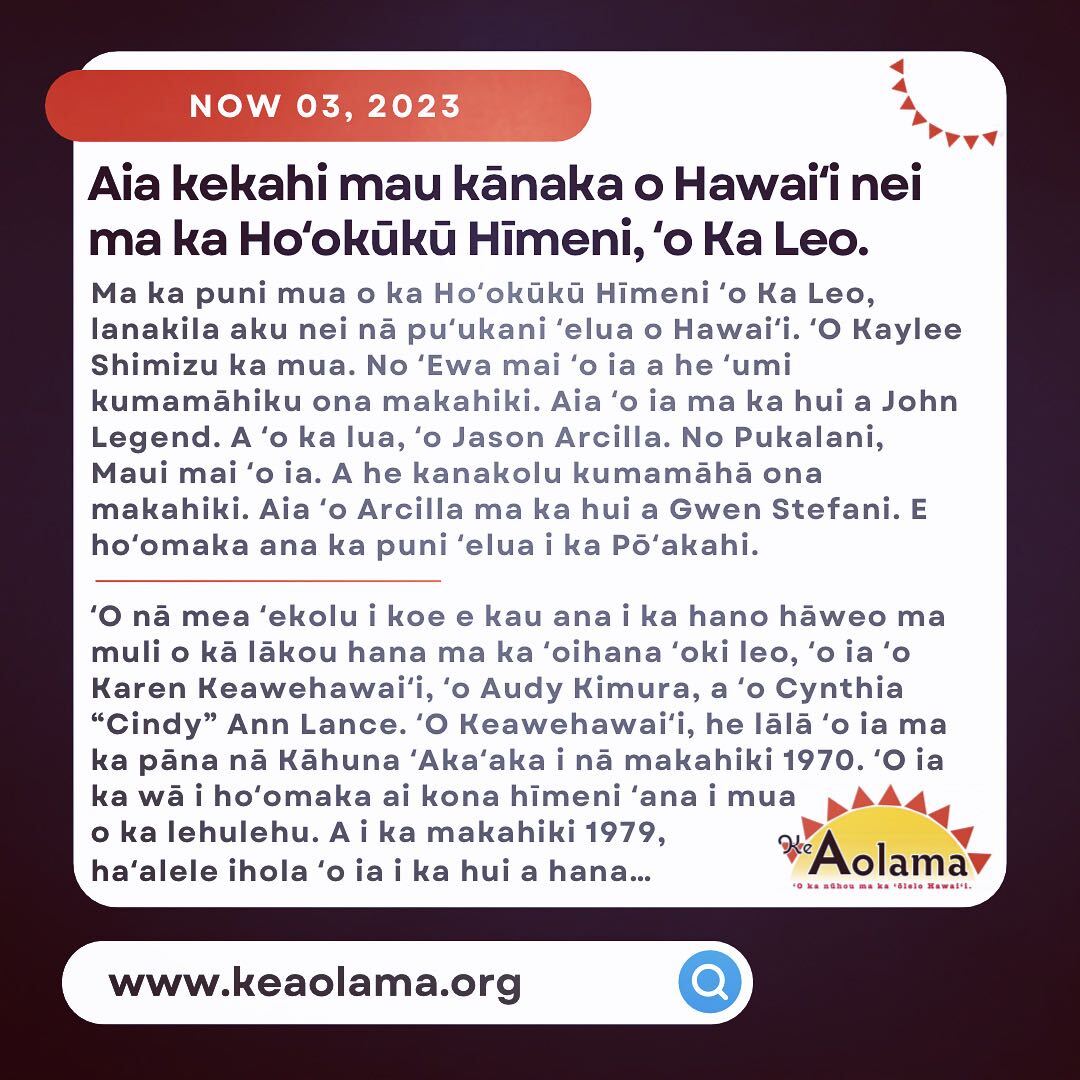 NOW 03, 2023
Aia kekahi mau kānaka o Hawaiʻi nei
ma ka Hoʻokūkū Hīmeni, ʻo Ka Leo.
Ma ka puni mua o ka Hoʻokūkū Hīmeni ʻo Ka Leo,
lanakila aku nei nā puʻukani ʻelua o Hawaiʻi. ʻO Kaylee
Shimizu ka mua. No ʻEwa mai ʻo ia a he ʻumi
kumamāhiku ona makahiki. Aia ʻo ia ma ka hui a John
Legend. A ʻo ka lua, ʻo Jason Arcilla. No Pukalani,
Maui mai ʻo ia. A he kanakolu kumamāhā ona
makahiki. Aia ʻo Arcilla ma ka hui a Gwen Stefani. E
hoʻomaka ana ka puni ʻelua i ka Pōʻakahi.
ʻO nā mea ʻekolu i koe e kau ana i ka hano hāweo ma
muli o kā lākou hana ma ka ʻoihana ʻoki leo, ʻo ia ʻo
Karen Keawehawaiʻi, ʻo Audy Kimura, a ʻo Cynthia
“Cindy” Ann Lance. ʻO Keawehawaiʻi, he lālā ʻo ia ma
ka pāna nā Kāhuna ʻAkaʻaka i nā makahiki 1970. ʻO ia
ka wā i hoʻomaka ai kona hīmeni ʻana i mua
o ka lehulehu. A i ka makahiki 1979,
haʻalele ihola ʻo ia i ka hui a hana…
Ke Aolama
ʻO ka nūhou ma ka ʻōlelo Hawaiʻi.
www.keaolama.org